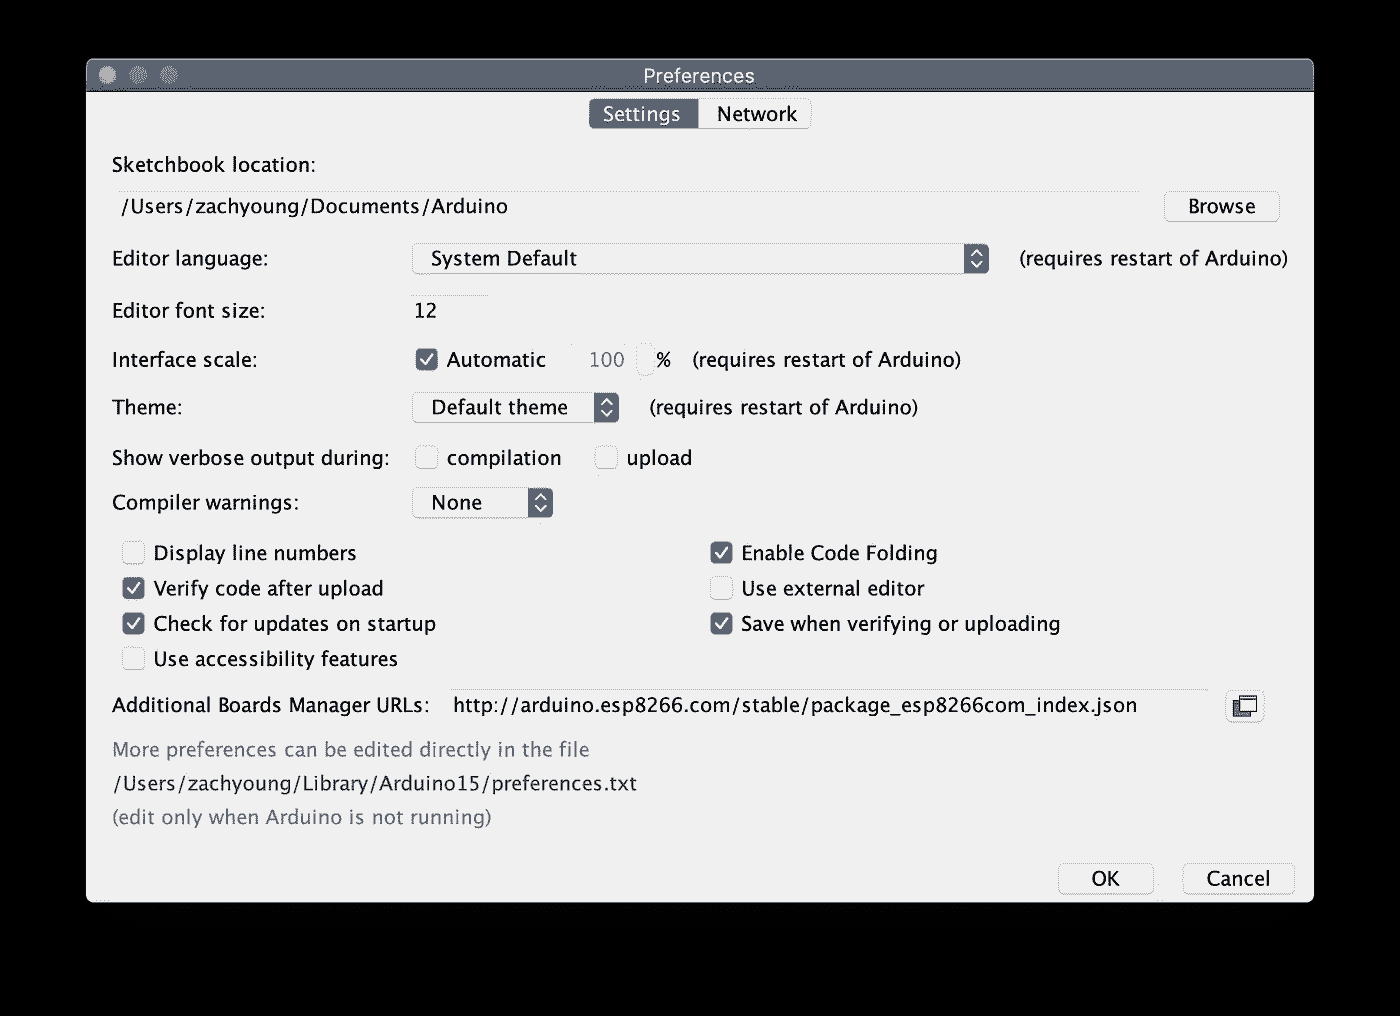 Preferences
Settings Network
Sketchbook location:
/Users/zachyoung/Documents/Arduino Browse
Editor language: System Default (requires restart of Arduino)
Editor font size: 12
Interface scale: Automatic 100 % (requires restart of Arduino)
Theme: Default theme (requires restart of Arduino)
Show verbose output during: compilation upload
Compiler warnings: None
Display line numbers Enable Code Folding
Verify code after upload Use external editor
Check for updates on startup Save when verifying or uploading
Use accessibility features
Additional Boards Manager URLs: http://arduino.esp8266.com/stable/package_esp8266com_index.json
More preferences can be edited directly in the file
/Users/zachyoung/Library/Arduino15/preferences.txt
(edit only when Arduino is not running)
OK Cancel